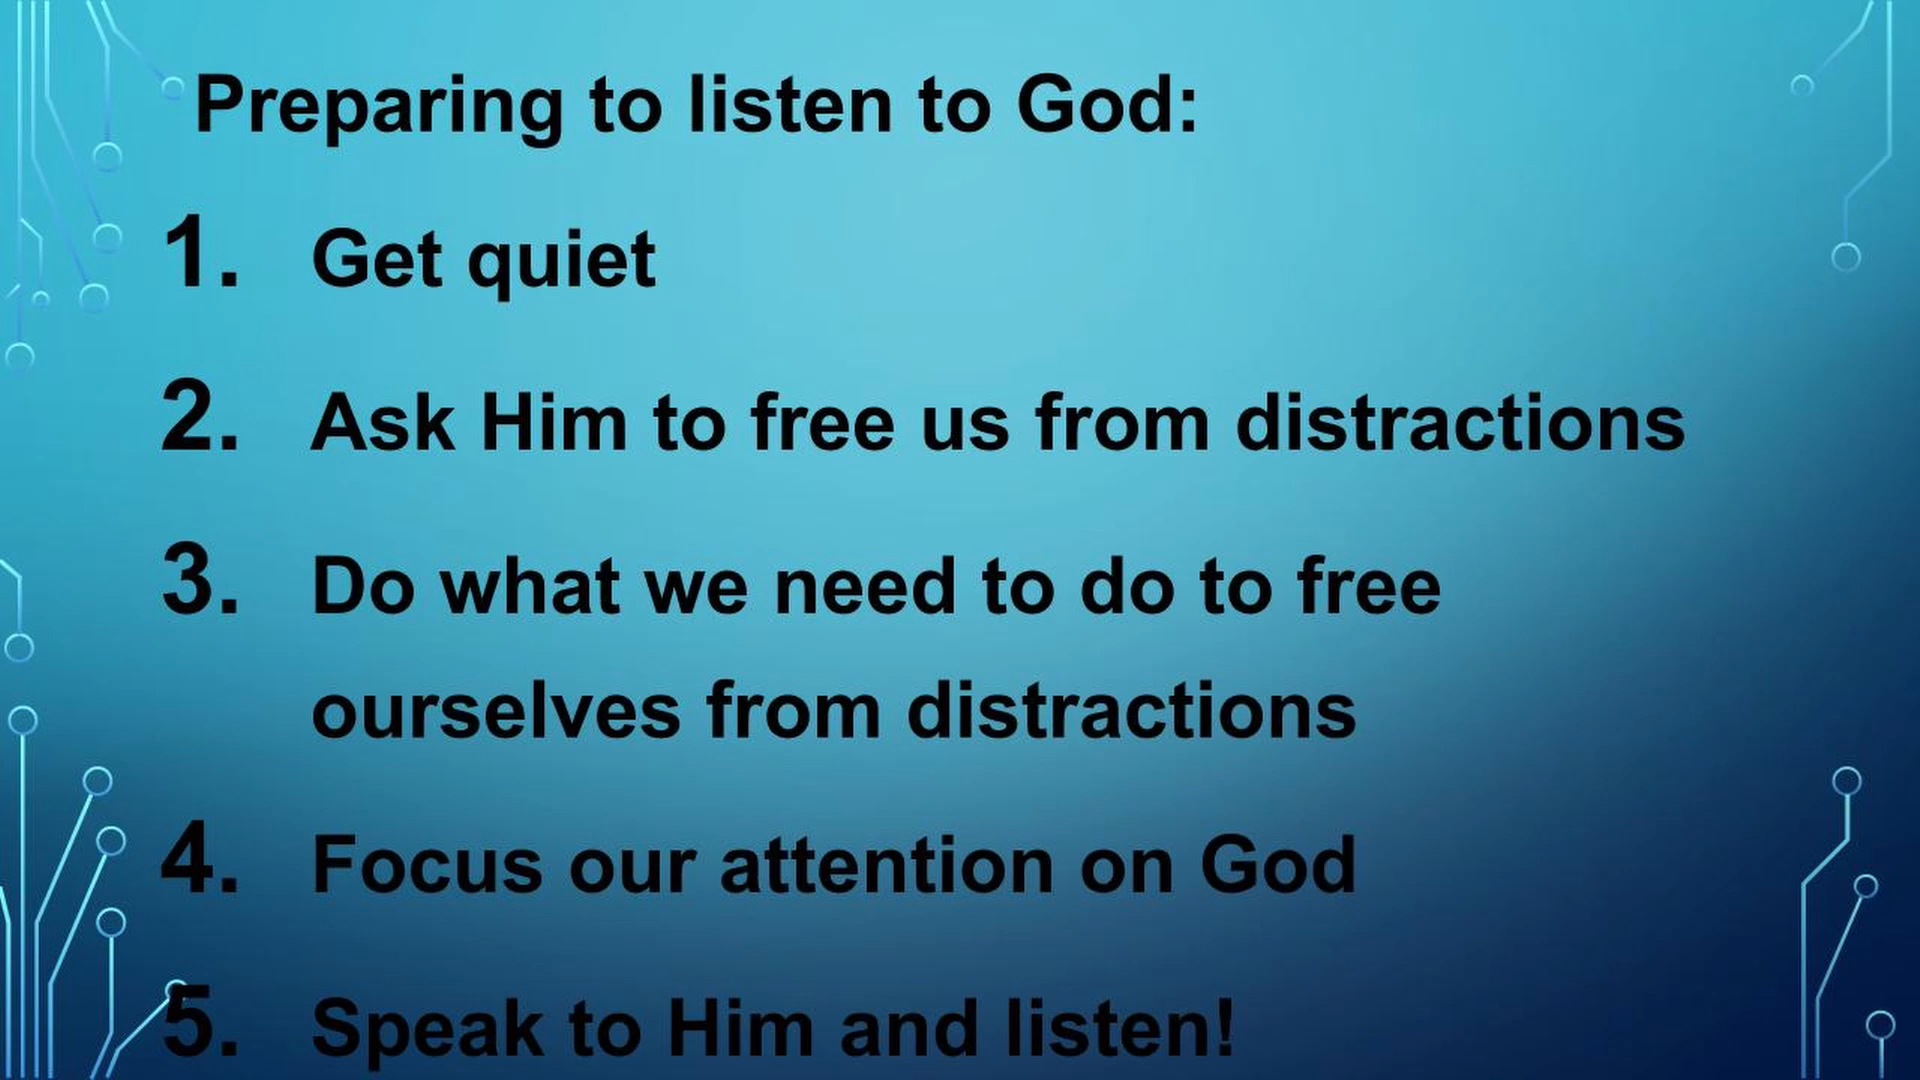 Preparing to listen to God:
1. Get quiet
2. Ask Him to free us from distractions
3. Do what we need to do to free
ourselves from distractions
4. Focus our attention on God
5. Speak to Him and listen!